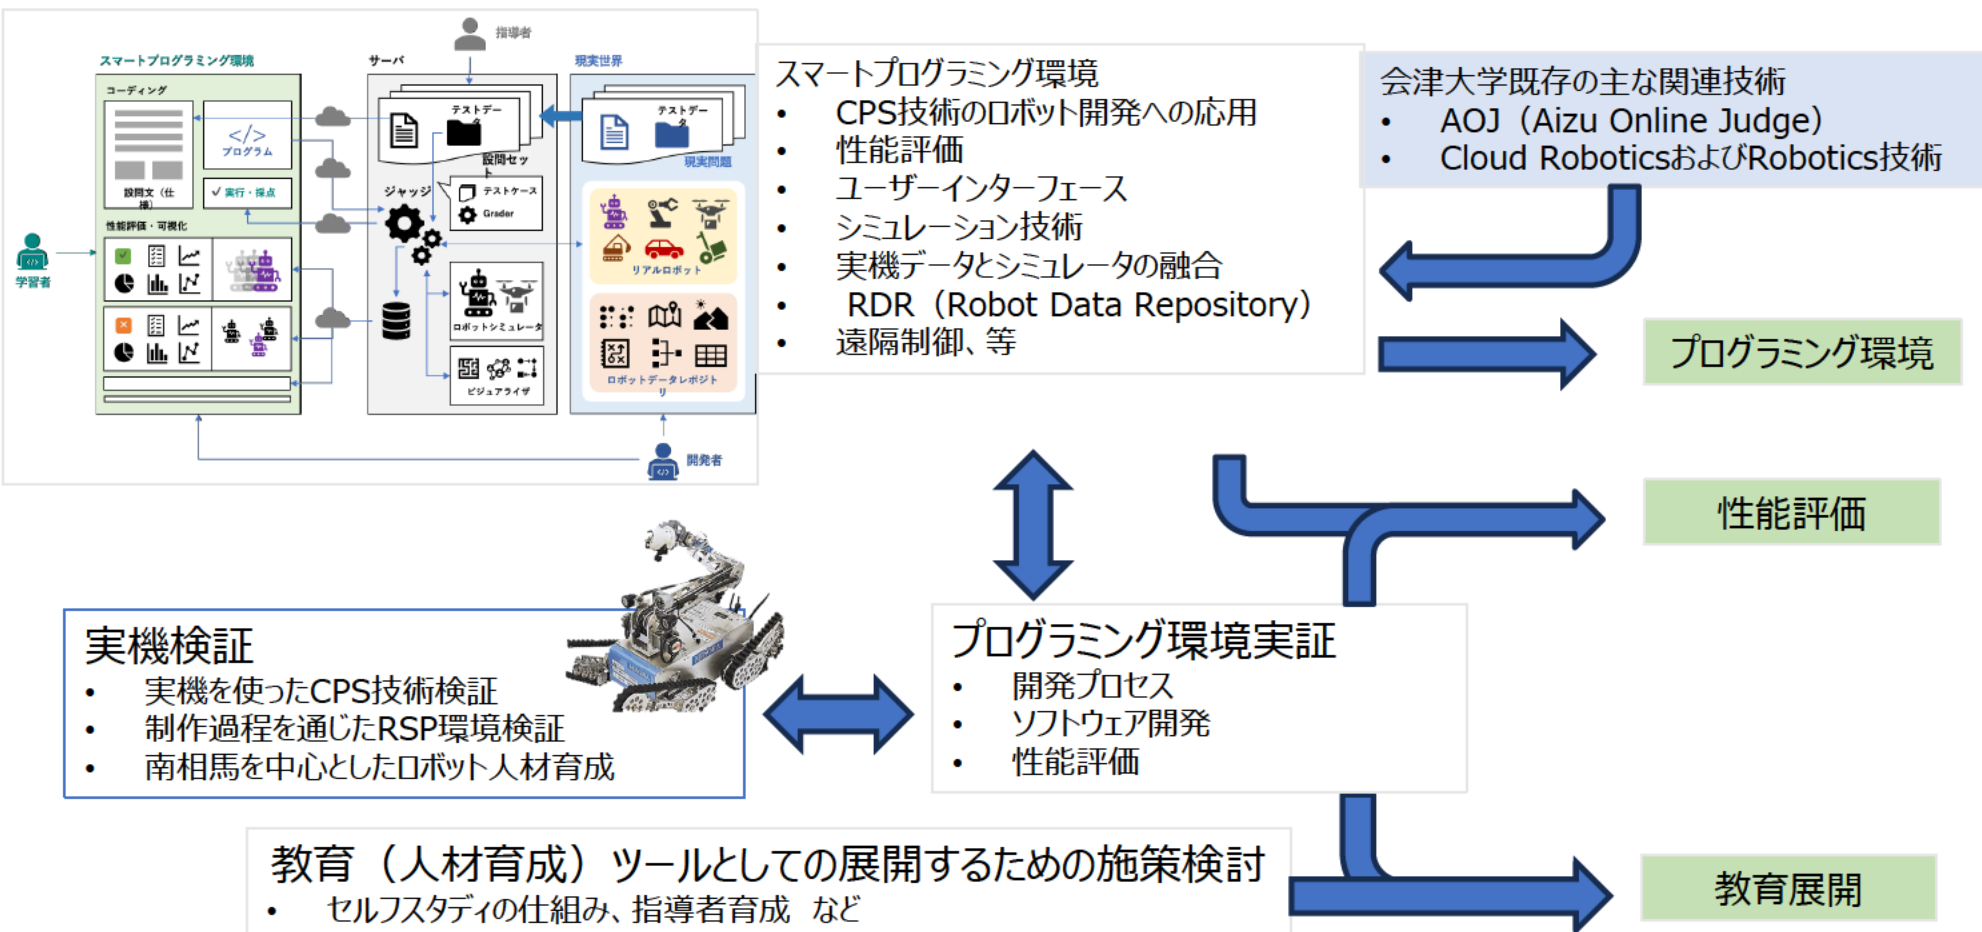 指導者
スマートプログラミング環境
サーバ
現実世界
コーディング
</>
プログラム
設問文(仕
様)
✓ 実行・採点
性能評価・可視化
学習者
テストデー
タ
設問セッ
ト
ジャッジ
テストケース
Grader
ロボットシミュレータ
ビジュアライザ
テストデー
タ
現実問題
リアルロボット
ロボットデータレポジト
リ
開発者
スマートプログラミング環境
• CPS技術のロボット開発への応用
• 性能評価
• ユーザーインターフェース
• シミュレーション技術
• 実機データとシミュレータの融合
• RDR(Robot Data Repository)
• 遠隔制御、等
会津大学既存の主な関連技術
• AOJ(Aizu Online Judge)
• Cloud RoboticsおよびRobotics技術
プログラミング環境
性能評価
実機検証
• 実機を使ったCPS技術検証
• 制作過程を通じたRSP環境検証
• 南相馬を中心としたロボット人材育成
プログラミング環境実証
• 開発プロセス
• ソフトウェア開発
• 性能評価
教育(人材育成)ツールとしての展開するための施策検討
• セルフスタディの仕組み、指導者育成 など
教育展開